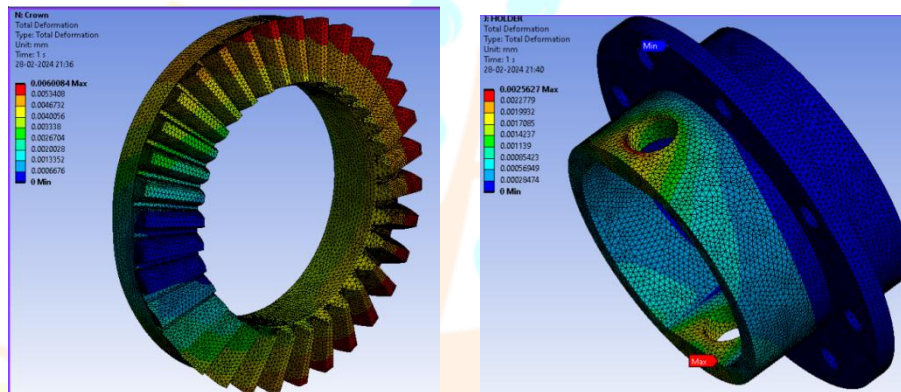 N: Crown
Total Deformation
Type: Total Deformation
Unit: mm
Time: 1 s
28-02-2024 21:36
0.0060084 Max
0.0053408
0.0046732
0.0040056
0.003338
0.0026704
0.0020028
0.0013352
0.0006676
0 Min
J: HOLDER
Total Deformation
Type: Total Deformation
Unit: mm
Time: 1 s
28-02-2024 21:40
0.0025627 Max
0.0022779
0.0019932
0.0017085
0.0014237
0.001139
0.00085423
0.00056949
0.00028474
0 Min
Min
Max